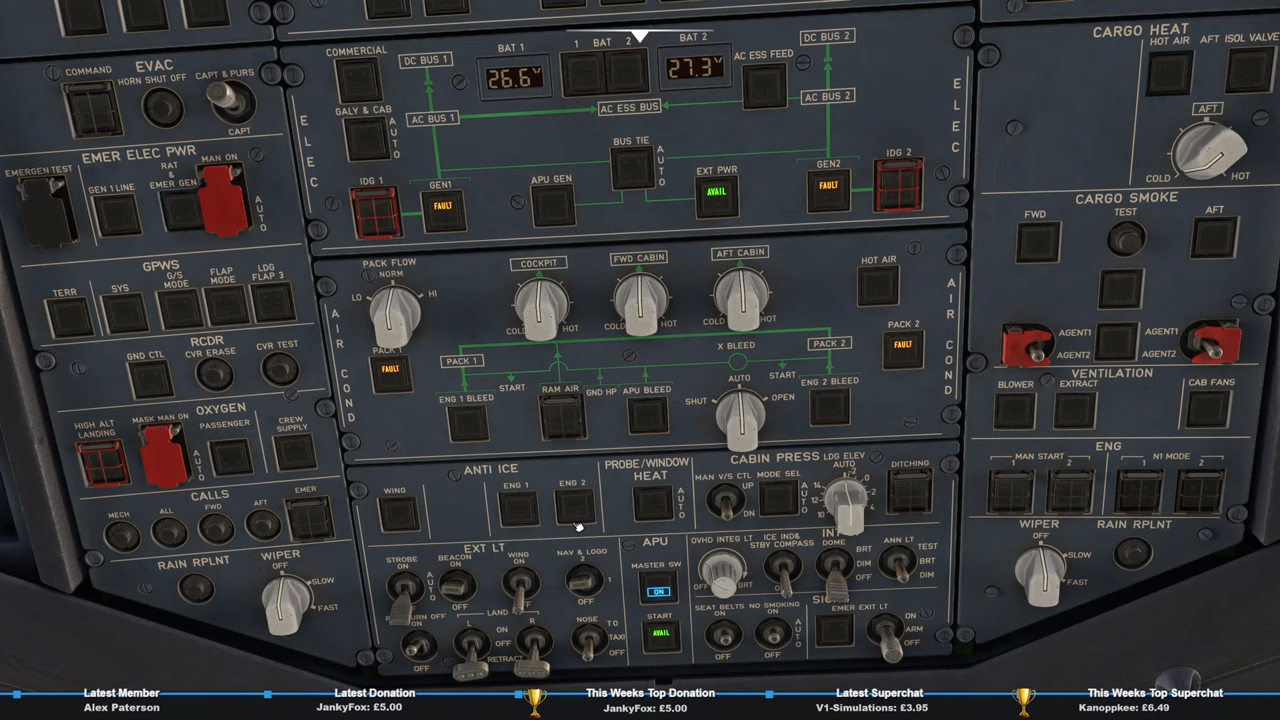 EVAC
COMMAND
HORN SHUT OFF
CAPT & PURS
CAPT
EMER ELEC PWR
EMERGEN TEST
GEN 1 LINE
RAT
&
EMER GEN
MAN ON
AUTO
GPWS
TERR
SYS
G/S
MODE
FLAP
MODE
LDG
FLAP 3
RCDR
GND CTL
CVR ERASE
CVR TEST
OXYGEN
HIGH ALT
LANDING
MASK MAN ON
AUTO
PASSENGER
CREW
SUPPLY
CALLS
MECH
ALL
FWD
AFT
EMER
RAIN RPLNT
WIPER
OFF
SLOW
FAST
ELEC
COMMERCIAL
DC BUS 1
BAT 1
26.6V
1 BAT 2
BAT 2
27.3V
AC ESS FEED
DC BUS 2
GALY & CAB
AUTO
AC BUS 1
AC ESS BUS
AC BUS 2
BUS TIE
AUTO
IDG 1
GEN1
FAULT
APU GEN
EXT PWR
AVAIL
GEN2
FAULT
IDG 2
ELEC
AIR COND
PACK FLOW
NORM
LO
HI
COCKPIT
COLD
HOT
FWD CABIN
COLD
HOT
AFT CABIN
COLD
HOT
HOT AIR
PACK 1
FAULT
PACK 1
X BLEED
PACK 2
PACK 2
FAULT
START
RAM AIR
GND HP
APU BLEED
AUTO
START
SHUT
OPEN
ENG 1 BLEED
ENG 2 BLEED
AIR COND
ANTI ICE
WING
ENG 1
ENG 2
PROBE/WINDOW
HEAT
AUTO
CABIN PRESS
MAN V/S CTL
UP
DN
MODE SEL
AUTO
LDG ELEV
AUTO
DITCHING
EXT LT
STROBE
ON
AUTO
OFF
BEACON
ON
OFF
WING
ON
OFF
NAV & LOGO
2
1
OFF
ON
OFF
LAND
L
R
ON
OFF
RETRACT
NOSE
TO
TAXI
OFF
APU
MASTER SW
ON
START
AVAIL
OVHD INTEG LT
OFF
BRT
ICE IND &
STBY COMPASS
ON
OFF
DOME
BRT
DIM
OFF
ANN LT
TEST
BRT
DIM
SEAT BELTS
ON
OFF
NO SMOKING
ON
AUTO
OFF
EMER EXIT LT
ON
ARM
OFF
CARGO HEAT
HOT AIR
AFT ISOL VALVE
AFT
COLD
HOT
CARGO SMOKE
FWD
TEST
AFT
AGENT1
AGENT2
AGENT1
AGENT2
VENTILATION
BLOWER
EXTRACT
CAB FANS
ENG
MAN START
1
2
N1 MODE
1
2
WIPER
OFF
SLOW
FAST
RAIN RPLNT
Latest Member
Alex Paterson
Latest Donation
JankyFox: £5.00
This Weeks Top Donation
JankyFox: £5.00
Latest Superchat
V1-Simulations: £3.95
This Weeks Top Superchat
Kanoppkee: £6.49